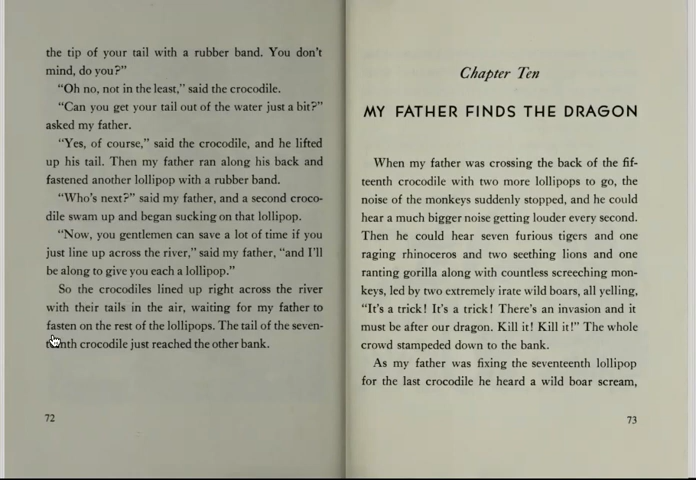 the tip of your tail with a rubber band. You don't
mind, do you?"
"Oh no, not in the least," said the crocodile.
"Can you get your tail out of the water just a bit?"
asked my father.
"Yes, of course," said the crocodile, and he lifted
up his tail. Then my father ran along his back and
fastened another lollipop with a rubber band.
"Who's next?" said my father, and a second croco-
dile swam up and began sucking on that lollipop.
"Now, you gentlemen can save a lot of time if you
just line up across the river," said my father, "and I'll
be along to give you each a lollipop."
So the crocodiles lined up right across the river
with their tails in the air, waiting for my father to
fasten on the rest of the lollipops. The tail of the seven-
teenth crocodile just reached the other bank.
72
Chapter Ten
MY FATHER FINDS THE DRAGON
When my father was crossing the back of the fif-
teenth crocodile with two more lollipops to go, the
noise of the monkeys suddenly stopped, and he could
hear a much bigger noise getting louder every second.
Then he could hear seven furious tigers and one
raging rhinoceros and two seething lions and one
ranting gorilla along with countless screeching mon-
keys, led by two extremely irate wild boars, all yelling,
"It's a trick! It's a trick! There's an invasion and it
must be after our dragon. Kill it! Kill it!" The whole
crowd stampeded down to the bank.
As my father was fixing the seventeenth lollipop
for the last crocodile he heard a wild boar scream,
73